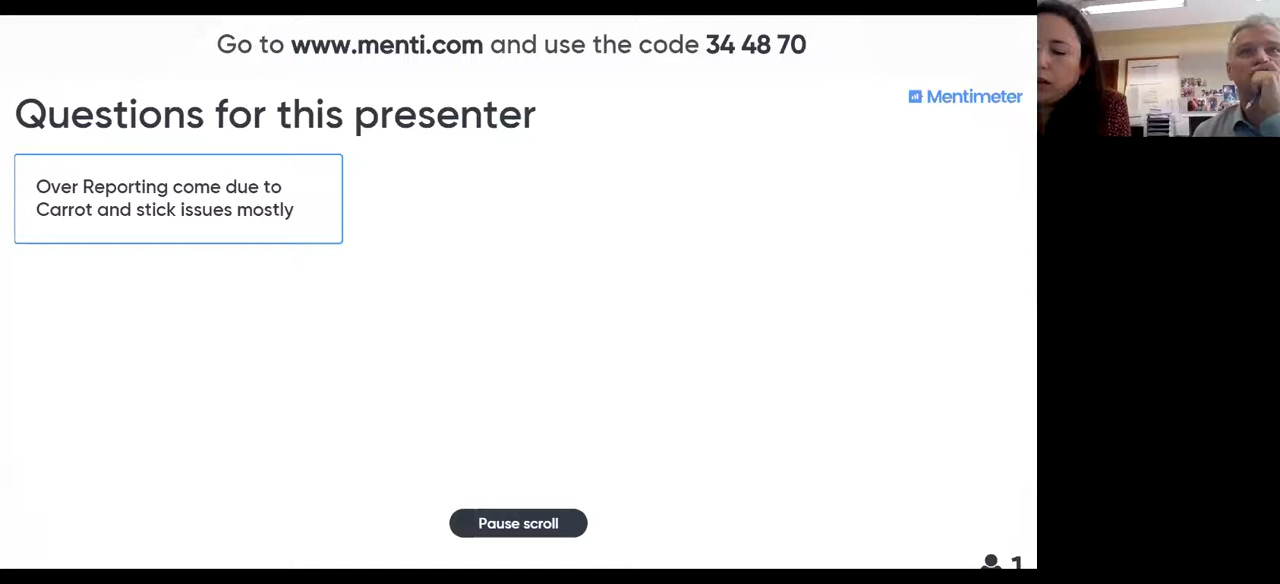 Go to www.menti.com and use the code 34 48 70
Mentimeter
Questions for this presenter
Over Reporting come due to
Carrot and stick issues mostly
Pause scroll
1